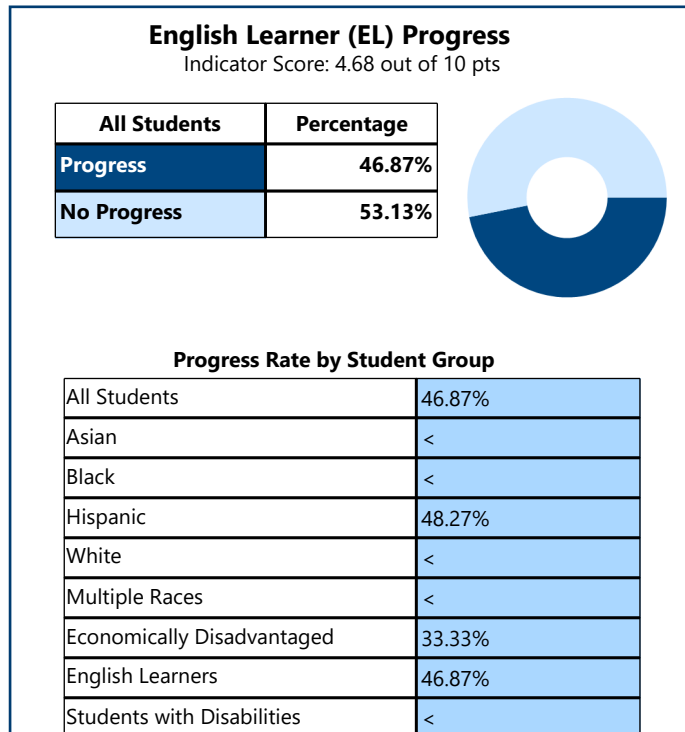 English Learner (EL) Progress
Indicator Score: 4.68 out of 10 pts
All Students Percentage
Progress 46.87%
No Progress 53.13%
Progress Rate by Student Group
All Students 46.87%
Asian <
Black <
Hispanic 48.27%
White <
Multiple Races <
Economically Disadvantaged 33.33%
English Learners 46.87%
Students with Disabilities <